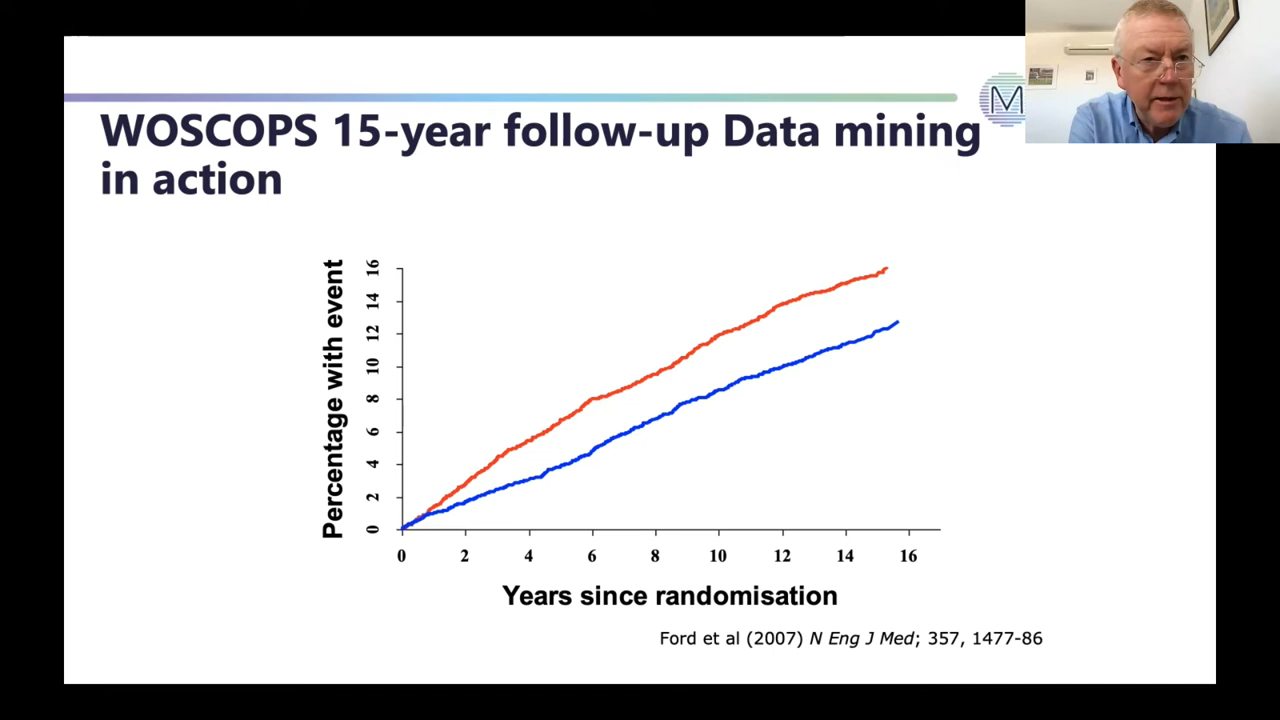 WOSCOPS 15-year follow-up Data mining
in action
M
Percentage with event
16
14
12
10
8
6
4
2
0
0 2 4 6 8 10 12 14 16
Years since randomisation
Ford et al (2007) N Eng J Med; 357, 1477-86